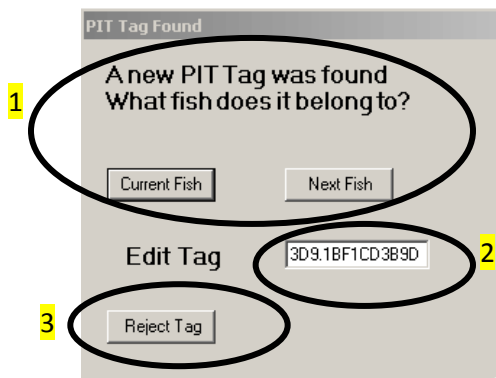 PIT Tag Found
A new PIT Tag was found
1
What fish does it belong to?
Current Fish
Next Fish
Edit Tag
3D9.1BF1CD3B9D
2
3
Reject Tag